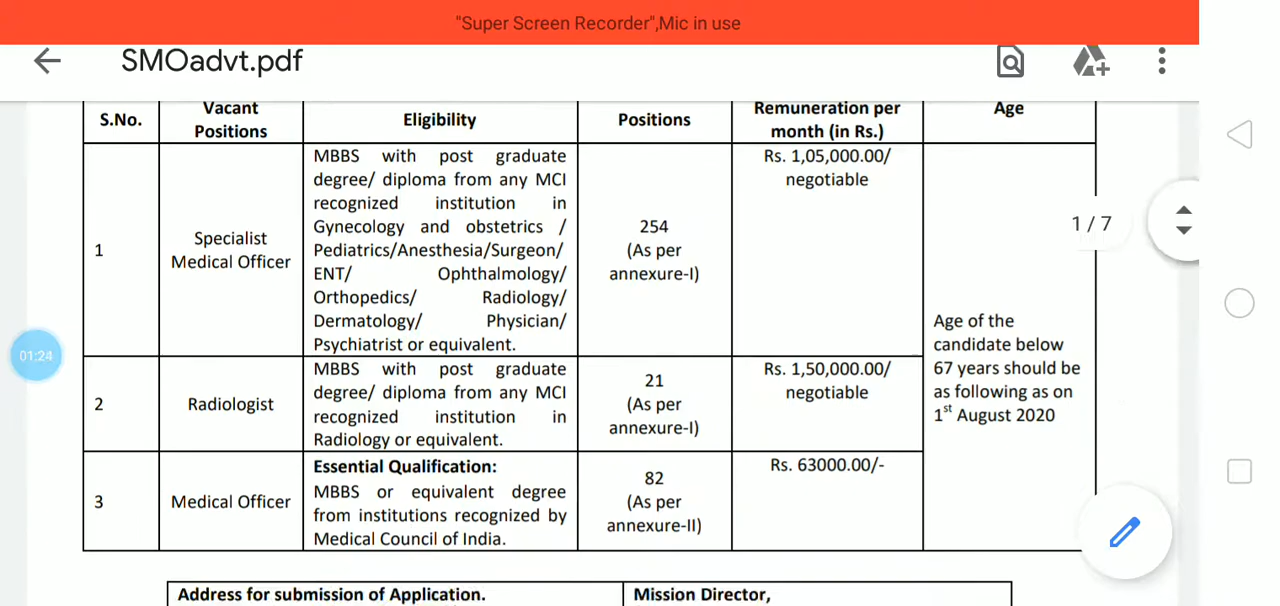 "Super Screen Recorder",Mic in use
SMOadvt.pdf
S.No.
Vacant
Positions
Eligibility
Positions
Remuneration per
month (in Rs.)
Age
1
Specialist
Medical Officer
MBBS with post graduate
degree/ diploma from any MCI
recognized institution in
Gynecology and obstetrics /
Pediatrics/Anesthesia/Surgeon/
ENT/ Ophthalmology/
Orthopedics/ Radiology/
Dermatology/ Physician/
Psychiatrist or equivalent.
254
(As per
annexure-I)
Rs. 1,05,000.00/
negotiable
Age of the
candidate below
67 years should be
as following as on
1st August 2020
2
Radiologist
MBBS with post graduate
degree/ diploma from any MCI
recognized institution in
Radiology or equivalent.
21
(As per
annexure-I)
Rs. 1,50,000.00/
negotiable
3
Medical Officer
Essential Qualification:
MBBS or equivalent degree
from institutions recognized by
Medical Council of India.
82
(As per
annexure-II)
Rs. 63000.00/-
1 / 7
01:24
Address for submission of Application.
Mission Director,